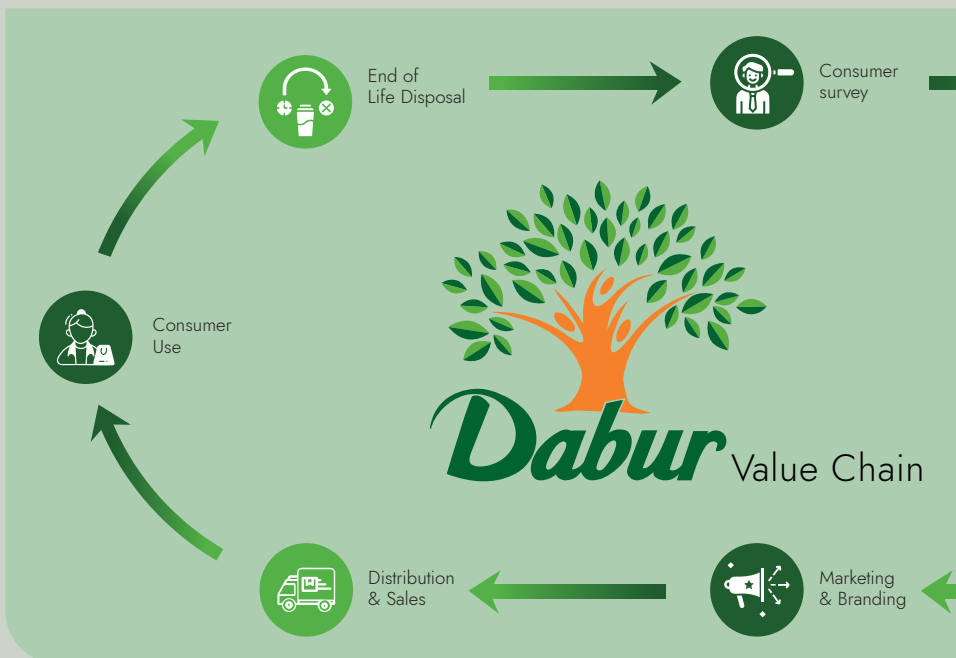 End of
Life Disposal
Consumer
survey
Consumer
Use
Dabur Value Chain
Distribution
& Sales
Marketing
& Branding